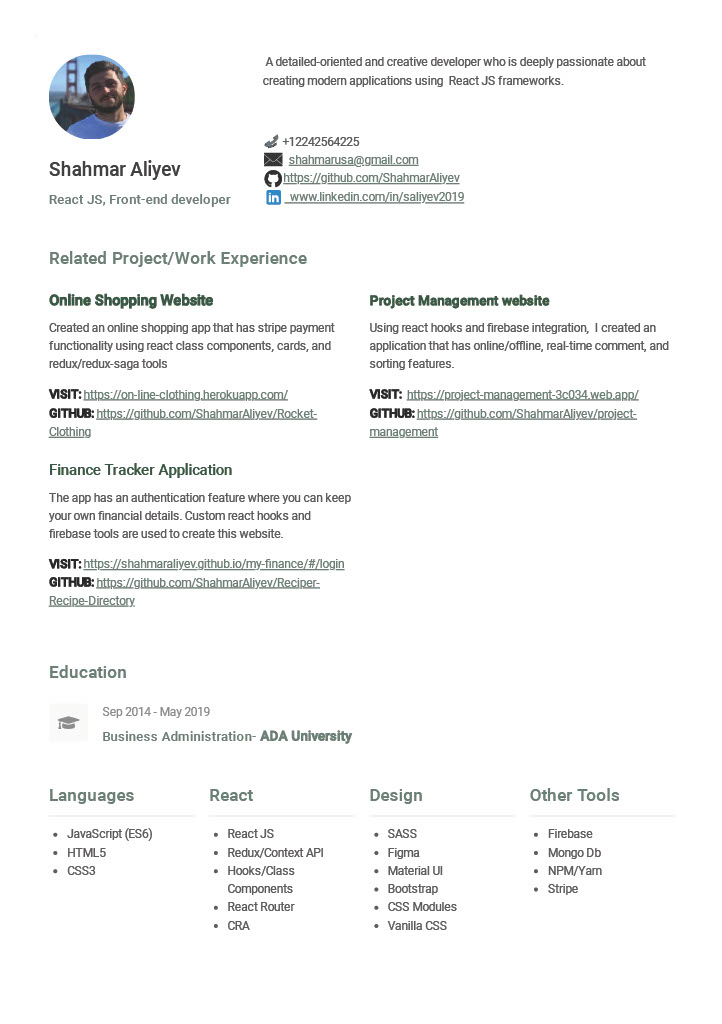 A detailed-oriented and creative developer who is deeply passionate about
creating modern applications using  React JS frameworks.
+12242564225
shahmarusa@gmail.com
https://github.com/ShahmarAliyev
www.linkedin.com/in/saliyev2019
Shahmar Aliyev
React JS, Front-end developer
Related Project/Work Experience
Online Shopping Website
Created an online shopping app that has stripe payment
functionality using react class components, cards, and
redux/redux-saga tools
VISIT: https://on-line-clothing.herokuapp.com/
GITHUB: https://github.com/ShahmarAliyev/Rocket-
Clothing
Project Management website
Using react hooks and firebase integration,  I created an
application that has online/offline, real-time comment, and
sorting features.
VISIT:  https://project-management-3c034.web.app/
GITHUB: https://github.com/ShahmarAliyev/project-
management
Finance Tracker Application
The app has an authentication feature where you can keep
your own financial details. Custom react hooks and
firebase tools are used to create this website.
VISIT: https://shahmaraliyev.github.io/my-finance/#/login
GITHUB: https://github.com/ShahmarAliyev/Reciper-
Recipe-Directory
Education
Sep 2014 - May 2019
Business Administration- ADA University
Languages
• JavaScript (ES6)
• HTML5
• CSS3
React
• React JS
• Redux/Context API
• Hooks/Class
Components
• React Router
• CRA
Design
• SASS
• Figma
• Material UI
• Bootstrap
• CSS Modules
• Vanilla CSS
Other Tools
• Firebase
• Mongo Db
• NPM/Yarn
• Stripe